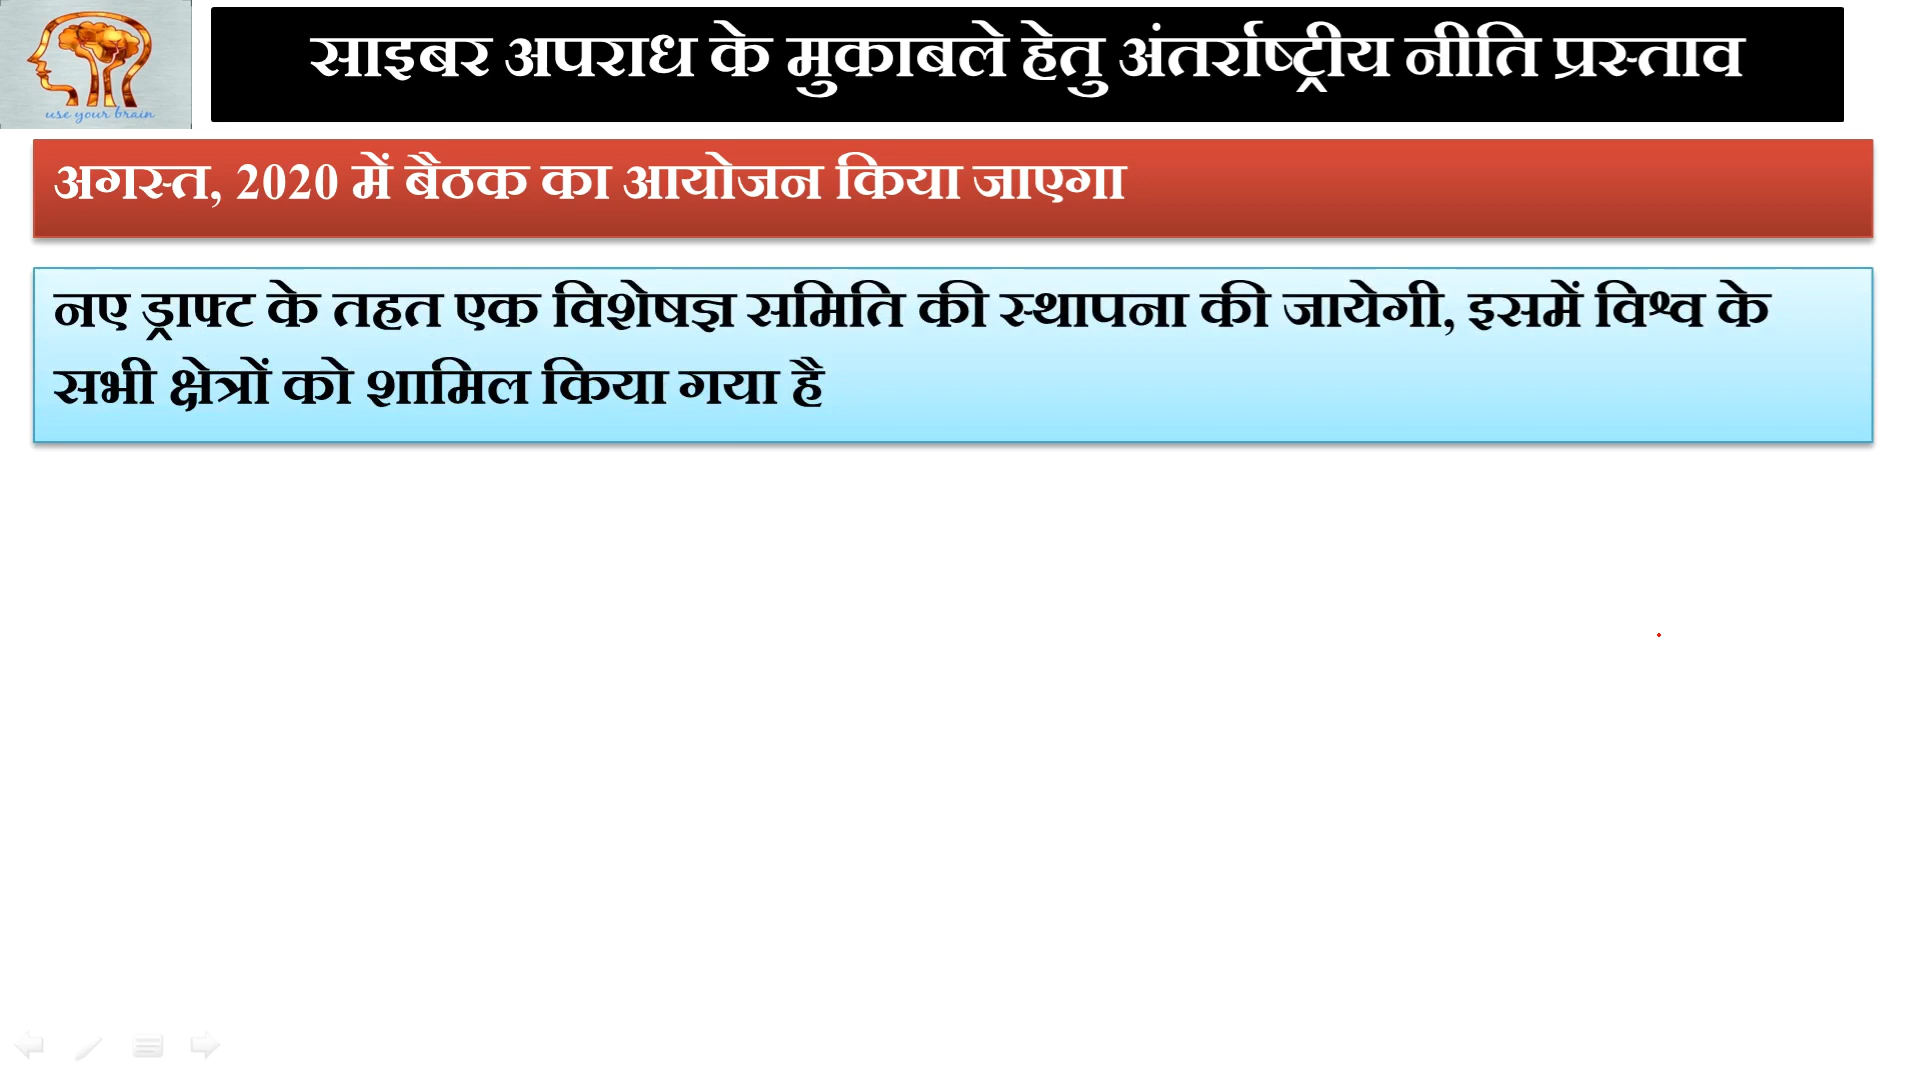 साइबर अपराध के मुकाबले हेतु अंतर्राष्ट्रीय नीति प्रस्ताव
use your brain
अगस्त, 2020 में बैठक का आयोजन किया जाएगा
नए ड्राफ्ट के तहत एक विशेषज्ञ समिति की स्थापना की जायेगी, इसमें विश्व के
सभी क्षेत्रों को शामिल किया गया है